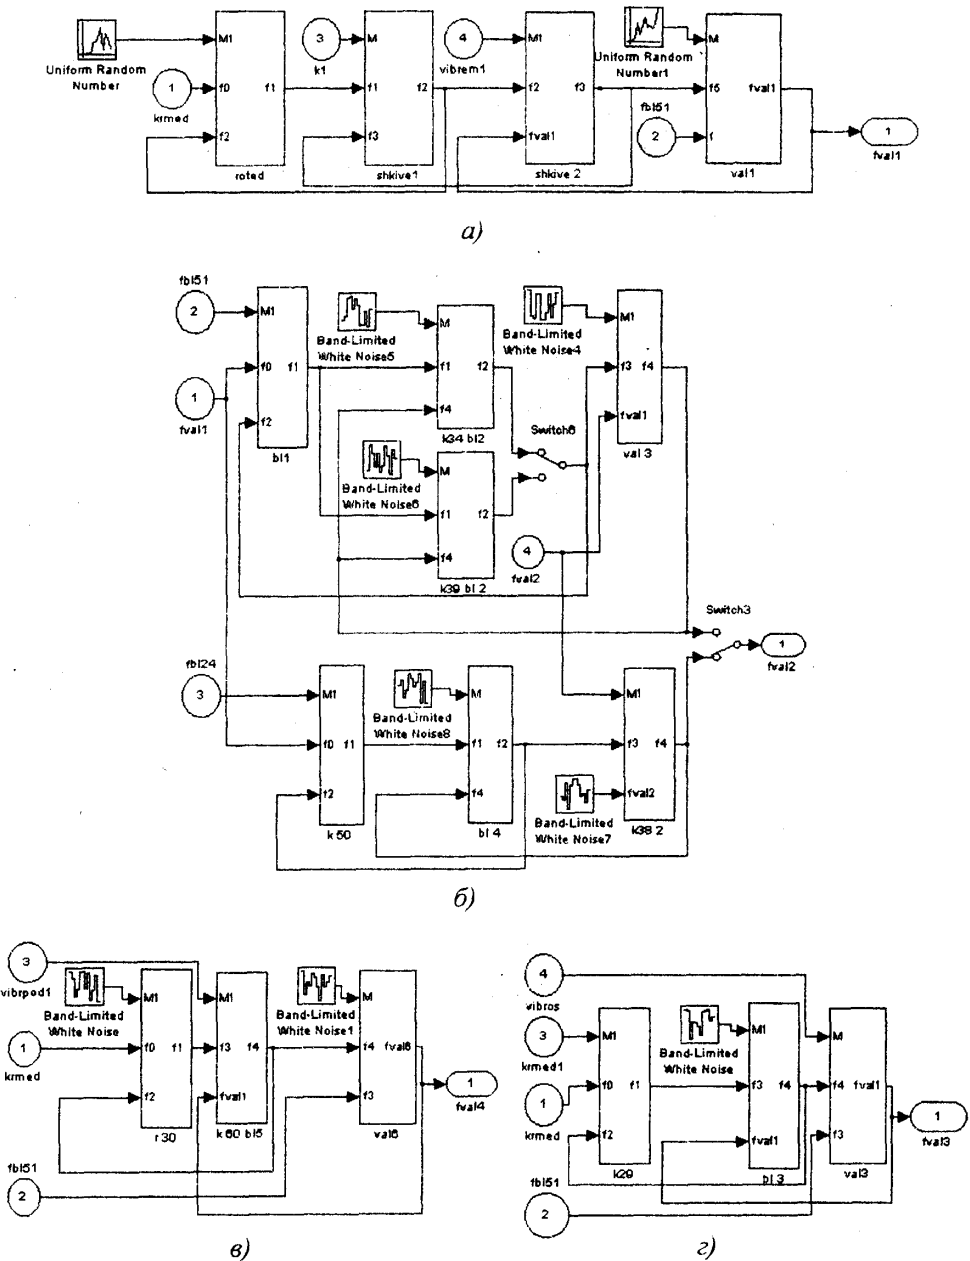 M1
f0
f2
f1
roted
Uniform Random
Number
1
krmed
3
k1
M
f1
f3
f2
shkive1
4
vibrem1
M1
f2
fval1
f3
shkive 2
Uniform Random
Number1
fbl51
2
M
f5
f
fval1
val1
1
fval1
а)
fbl51
2
1
fval1
M1
f0
f2
f1
bl1
Band-Limited
White Noise5
M
f1
f4
f2
k34 bl2
Band-Limited
White Noise6
M
f1
f4
f2
k39 bl 2
Switch6
Band-Limited
White Noise4
M1
f3
f4
fval1
val 3
4
fval2
Switch3
1
fval2
fbl24
3
M1
f0
f1
f2
k 50
Band-Limited
White Noise8
M
f1
f2
f4
bl 4
Band-Limited
White Noise7
M1
f3
f4
fval2
k38 2
б)
3
vibrpod1
Band-Limited
White Noise
1
krmed
M1
f0
f1
f2
r 30
M1
f3
f4
fval1
k 60 bl5
Band-Limited
White Noise1
M
f4
fval6
f3
val6
1
fval4
fbl51
2
в)
4
vibros
3
krmed1
1
krmed
M1
f0
f1
f2
k29
Band-Limited
White Noise
M1
f3
f4
fval1
bl 3
M
f4
fval1
f3
val3
1
fval3
fbl51
2
г)